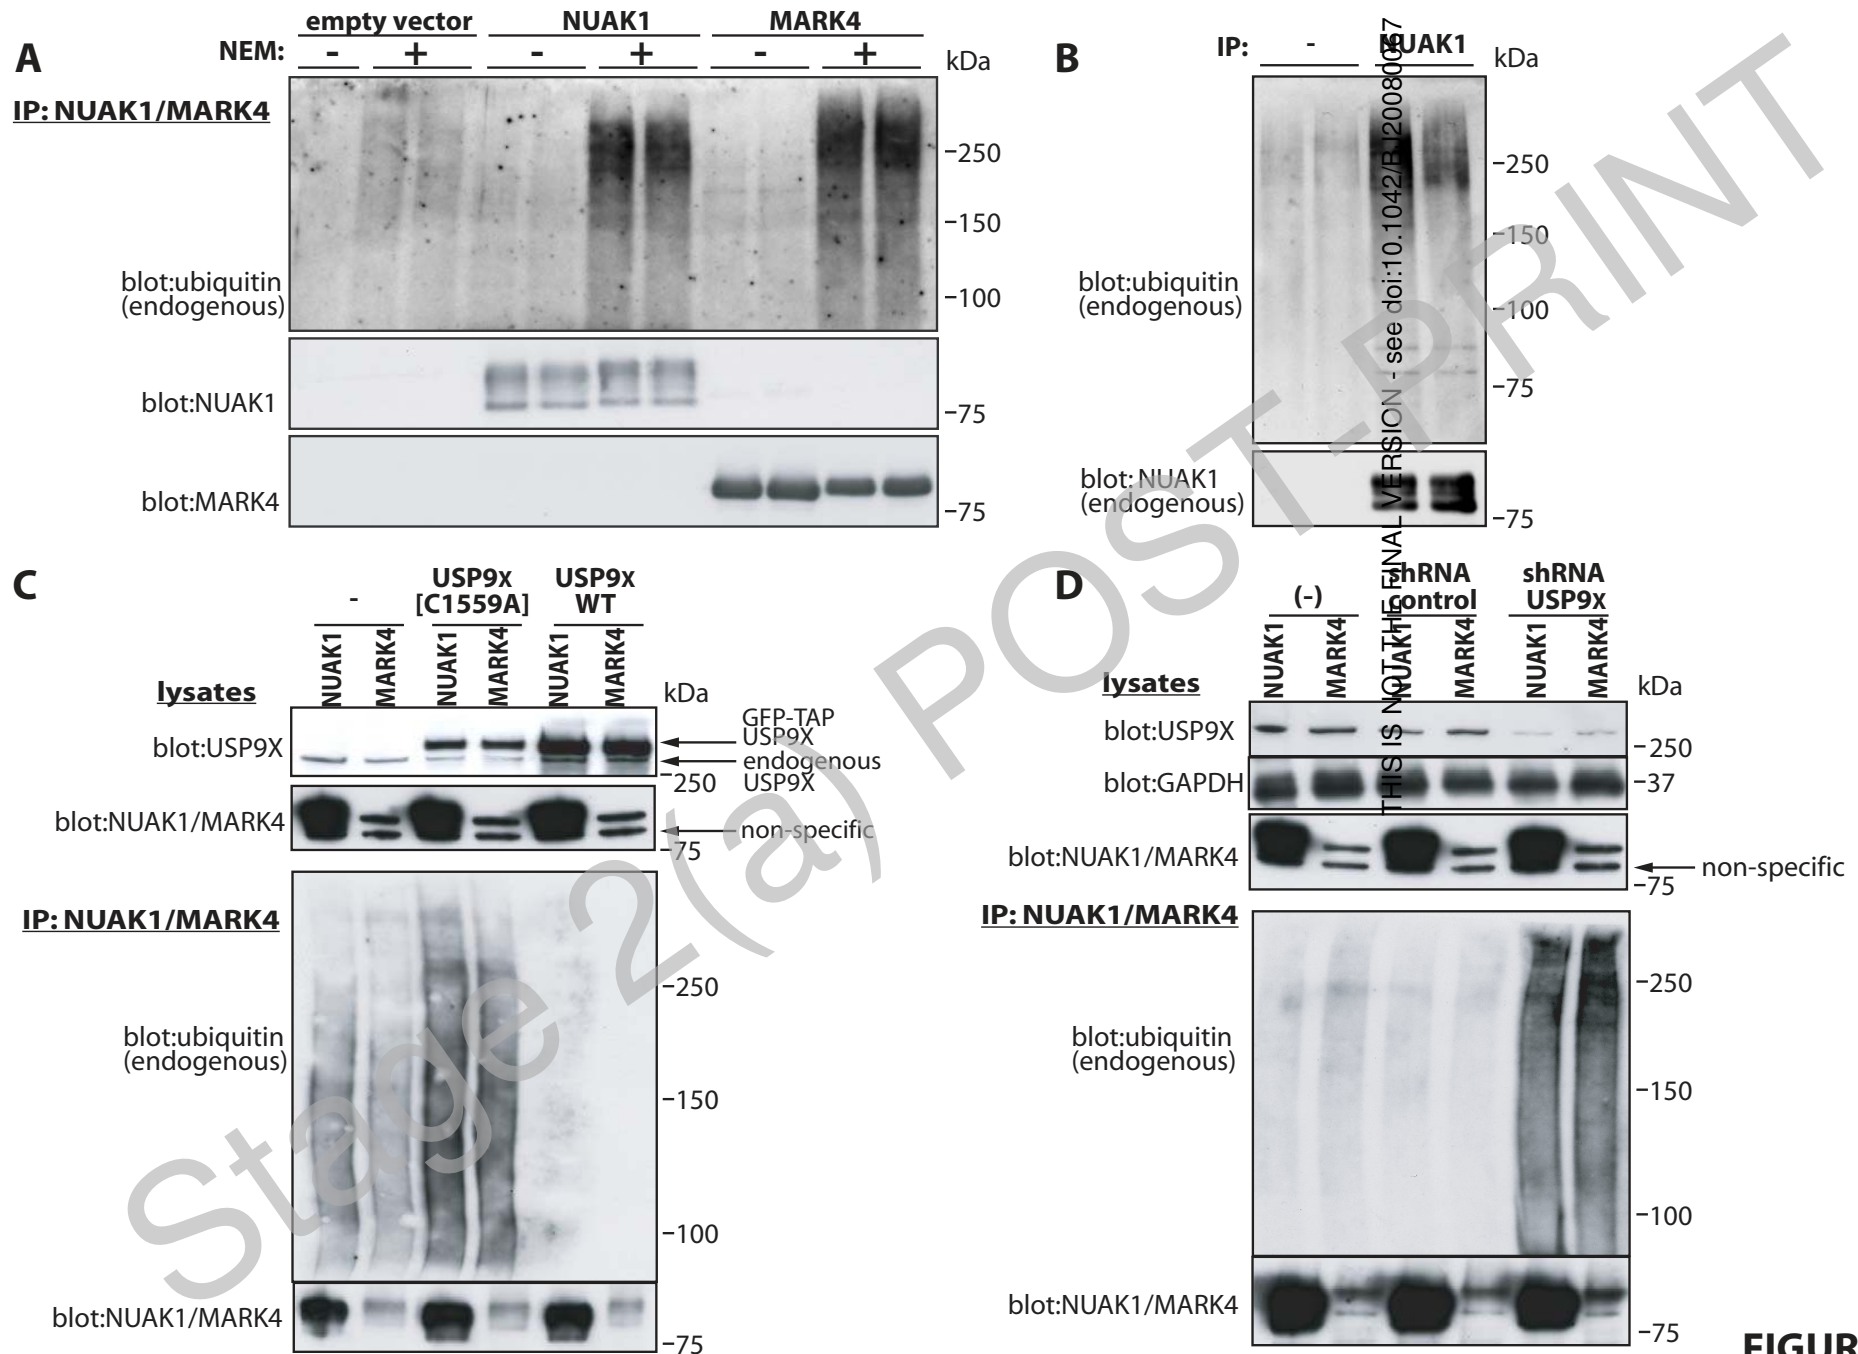 A
empty vector NUAK1 MARK4
NEM: - + - + - + kDa
IP: NUAK1/MARK4
-250
-150
blot:ubiquitin
(endogenous)
-100
blot:NUAK1
-75
blot:MARK4
-75
B
IP: - NUAK1 kDa
-250
-150
blot:ubiquitin
(endogenous)
-100
-75
blot: NUAK1
(endogenous)
-75
C
- USP9x [C1559A] USP9x WT
NUAK1 MARK4 NUAK1 MARK4 NUAK1 MARK4
lysates kDa
blot:USP9X
GFP-TAP
USP9X
endogenous
USP9X
-250
blot:NUAK1/MARK4
non-specific
-75
IP: NUAK1/MARK4
-250
blot:ubiquitin
(endogenous)
-150
-100
blot:NUAK1/MARK4
-75
D
(-) shRNA control shRNA USP9x
NUAK1 MARK4 NUAK1 MARK4 NUAK1 MARK4
lysates kDa
blot:USP9X
-250
blot:GAPDH -37
blot:NUAK1/MARK4
non-specific
-75
IP: NUAK1/MARK4
-250
blot:ubiquitin
(endogenous)
-150
-100
blot:NUAK1/MARK4
-75
FIGUR
THIS IS NOT THE FINAL VERSION - see doi:10.1042/BJ20080067
Stage 2(a) POST-PRINT